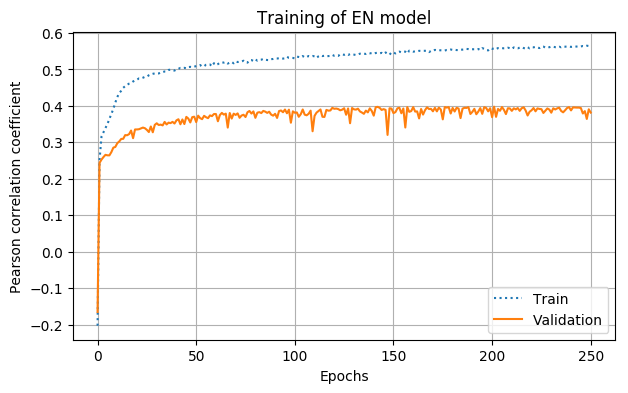 Training of EN model
Pearson correlation coefficient
0.6
0.5
0.4
0.3
0.2
0.1
0.0
−0.1
−0.2
0 50 100 150 200 250
Epochs
Train
Validation